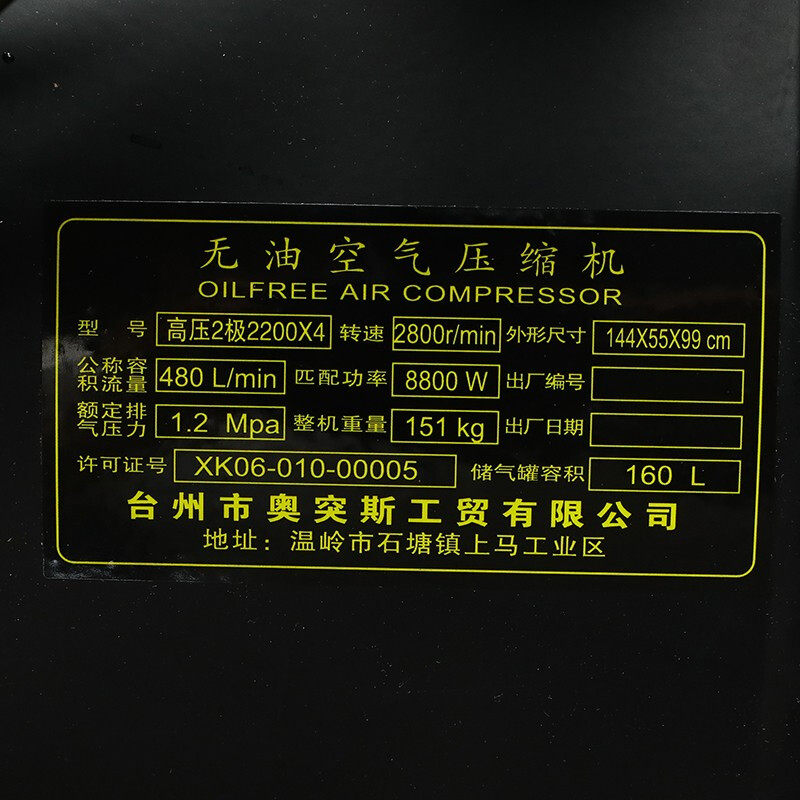 无油空气压缩机
OILFREE AIR COMPRESSOR
型 号 高压2极2200X4 转速 2800r/min 外形尺寸 144X55X99 cm
公称容积流量 480 L/min 匹配功率 8800 W 出厂编号
额定排气压力 1.2 Mpa 整机重量 151 kg 出厂日期
许可证号 XK06-010-00005 储气罐容积 160 L
台州市奥突斯工贸有限公司
地址：温岭市石塘镇上马工业区